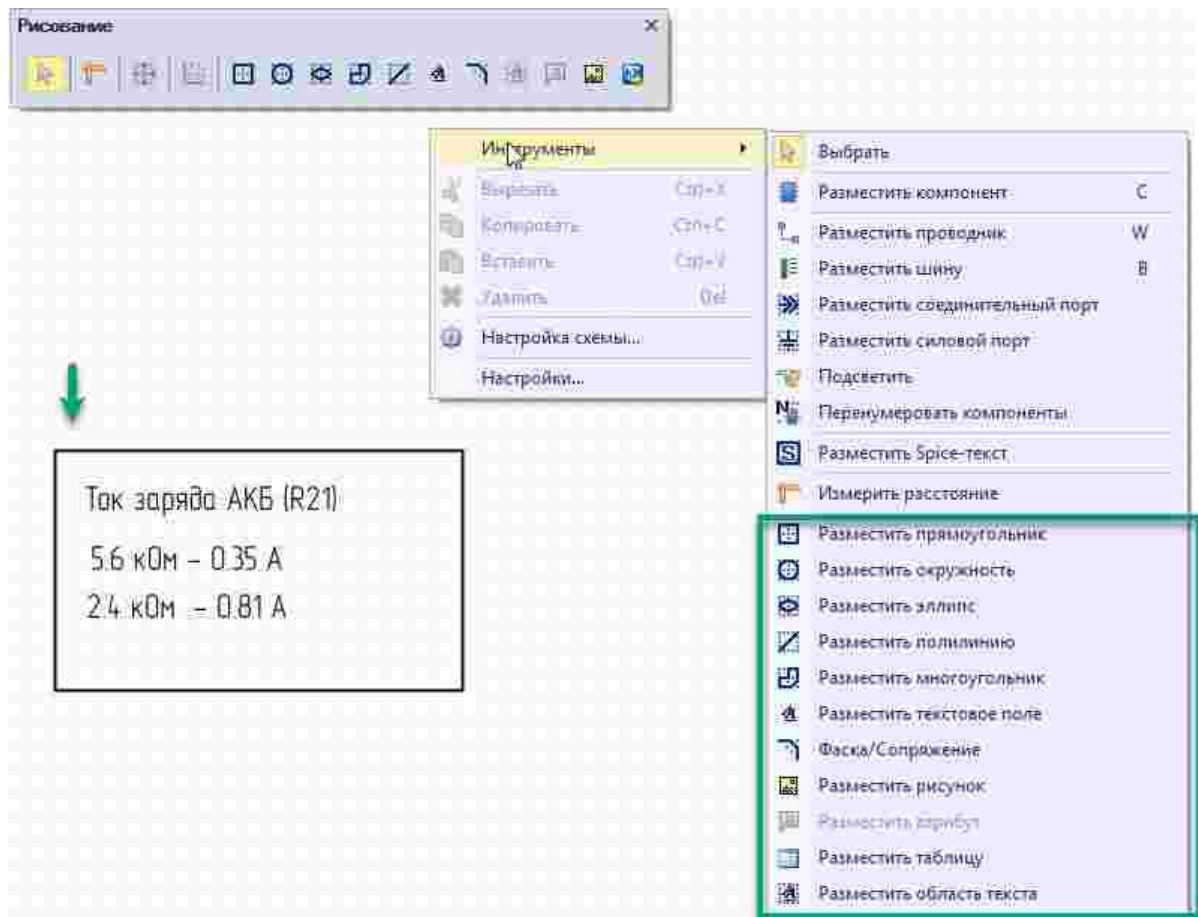 Рисование
Инструменты
Вырезать Ctrl+X
Копировать Ctrl+C
Вставить Ctrl+V
Удалить Del
Настройка схемы...
Настройки...
Выбрать
Разместить компонент C
Разместить проводник W
Разместить шину B
Разместить соединительный порт
Разместить силовой порт
Подсветить
Перенумеровать компоненты
Разместить Spice-текст
Измерить расстояние
Разместить прямоугольник
Разместить окружность
Разместить эллипс
Разместить полилинию
Разместить многоугольник
Разместить текстовое поле
Фаска/Сопряжение
Разместить рисунок
Разместить атрибут
Разместить таблицу
Разместить область текста
Ток заряда АКБ (R21)
5.6 кОм – 0.35 А
2.4 кОм – 0.81 А